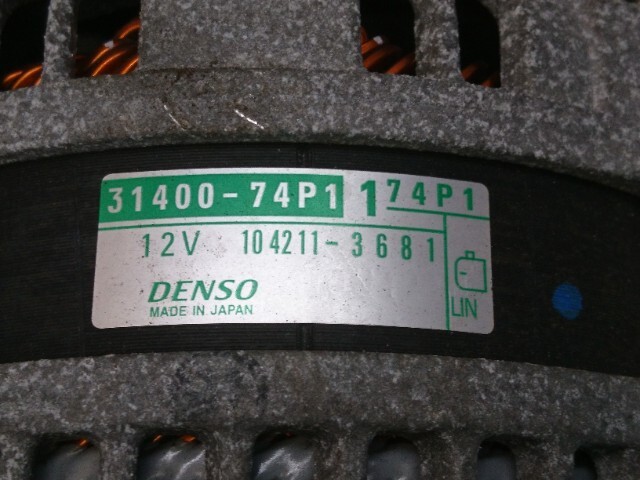 31400-74P1 1 74P1
12V 104211-3681
DENSO
MADE IN JAPAN
LIN